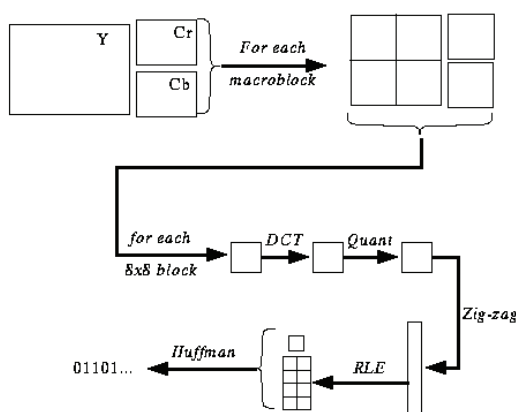 Y
Cr
Cb
For each
macroblock
for each
8x8 block
DCT
Quant
Zig-zag
RLE
Huffman
01101...